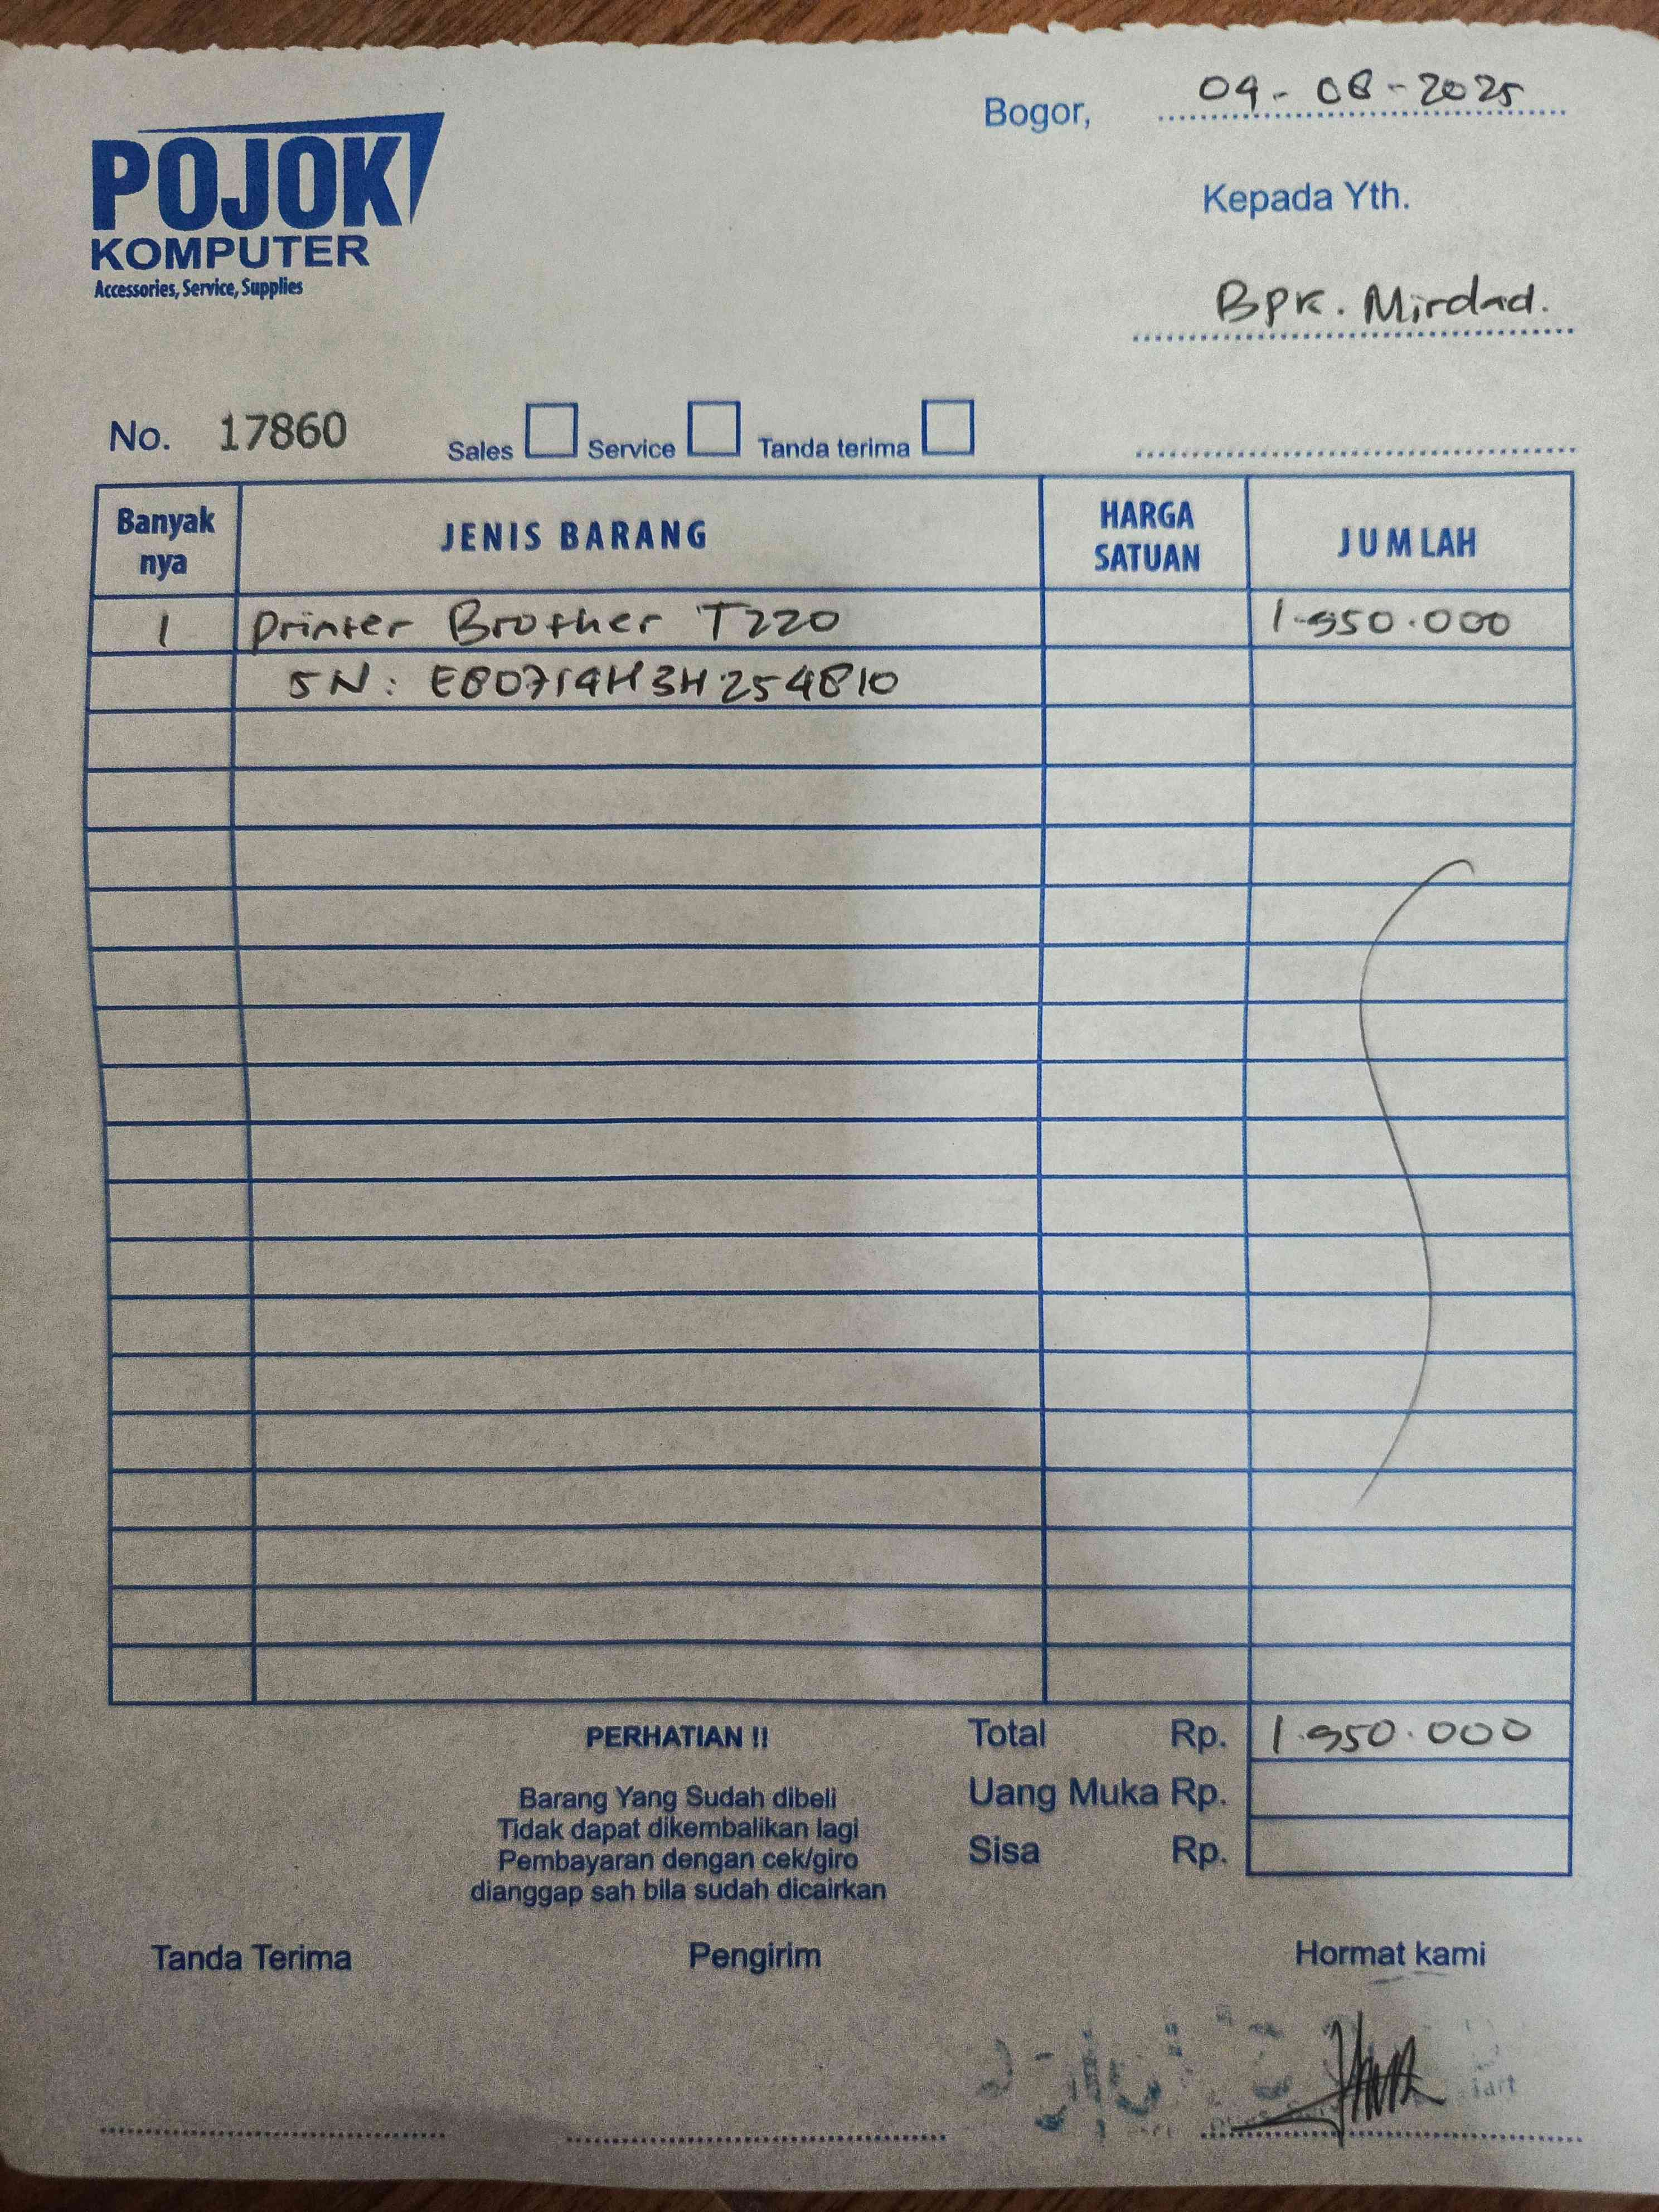 Bogor, 09-08-2025
POJOK
KOMPUTER
Accessories, Service, Supplies
Kepada Yth.
Bpk. Mirdad.
No. 17860 Sales Service Tanda terima
Banyak nya JENIS BARANG HARGA SATUAN JUMLAH
1 Printer Brother T220 1.950.000
SN: E80719H3H254810
PERHATIAN !! Total Rp. 1.950.000
Barang Yang Sudah dibeli Uang Muka Rp.
Tidak dapat dikembalikan lagi
Pembayaran dengan cek/giro Sisa Rp.
dianggap sah bila sudah dicairkan
Tanda Terima Pengirim Hormat kami